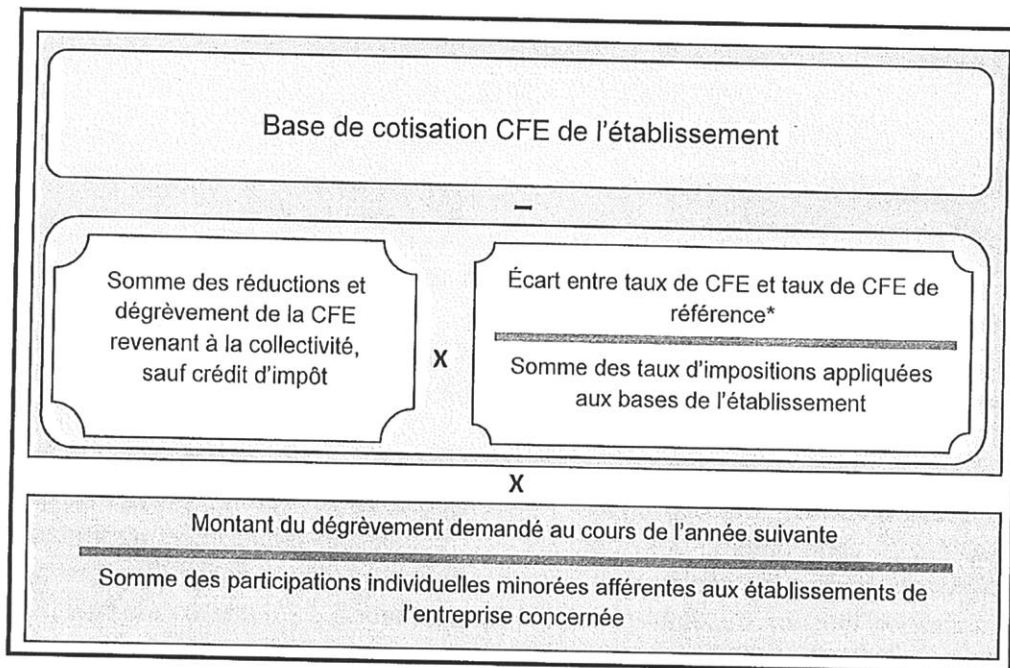 Base de cotisation CFE de l'établissement
–
Somme des réductions et
dégrèvement de la CFE
revenant à la collectivité,
sauf crédit d'impôt
X
Écart entre taux de CFE et taux de CFE de
référence*
Somme des taux d'impositions appliquées
aux bases de l'établissement
X
Montant du dégrèvement demandé au cours de l'année suivante
Somme des participations individuelles minorées afférentes aux établissements de
l'entreprise concernée